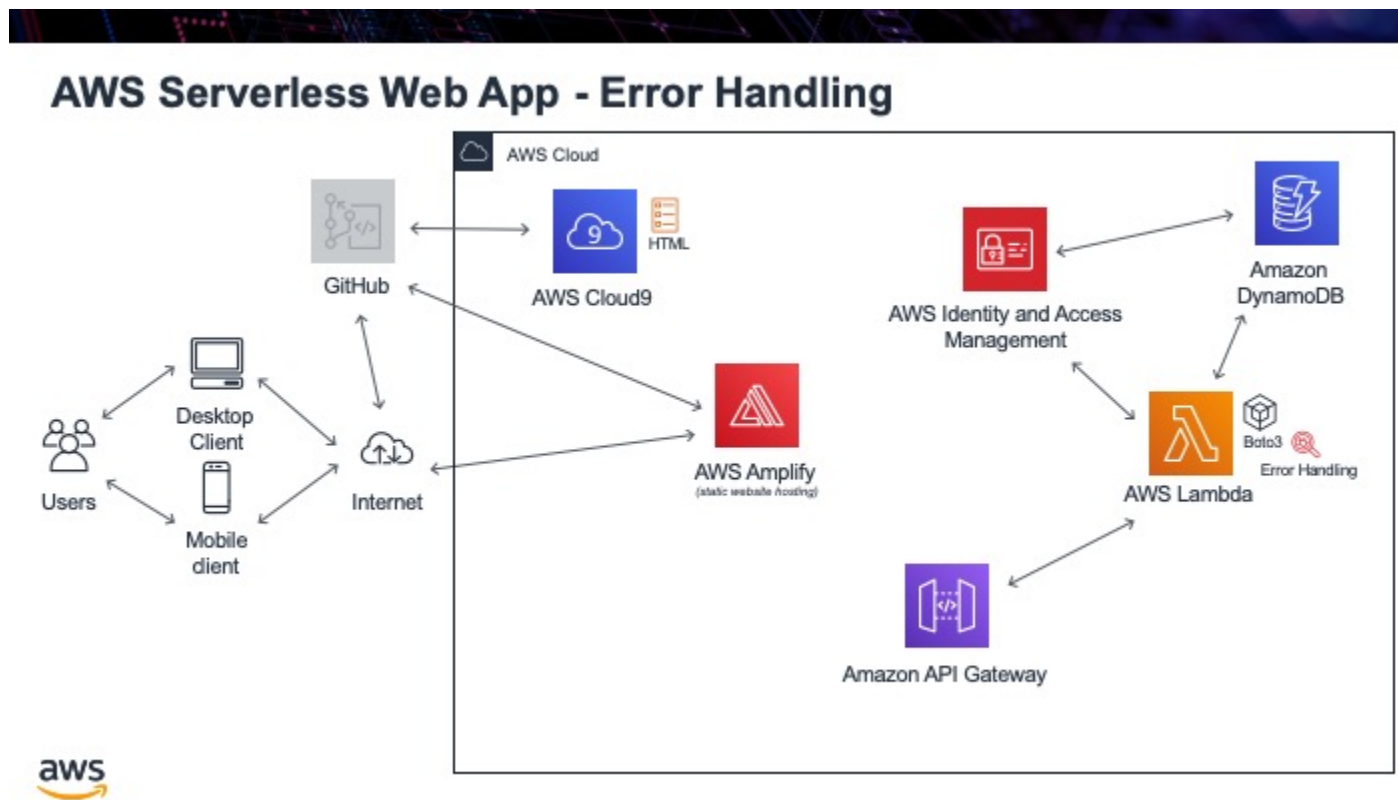 AWS Serverless Web App - Error Handling
AWS Cloud
GitHub
9
HTML
AWS Cloud9
Amazon
DynamoDB
AWS Identity and Access
Management
Desktop
Client
Users
Internet
Mobile
client
AWS Amplify
(static website hosting)
Boto3
Error Handling
AWS Lambda
Amazon API Gateway
aws